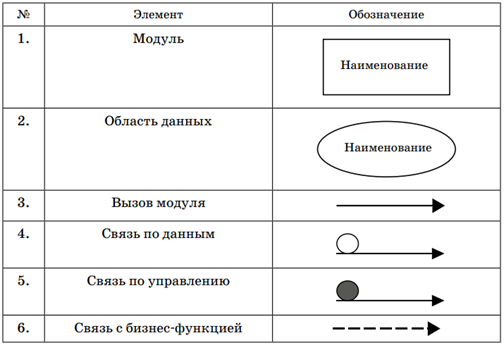 № Элемент Обозначение
1. Модуль
Наименование
2. Область данных
Наименование
3. Вызов модуля
4. Связь по данным
5. Связь по управлению
6. Связь с бизнес-функцией